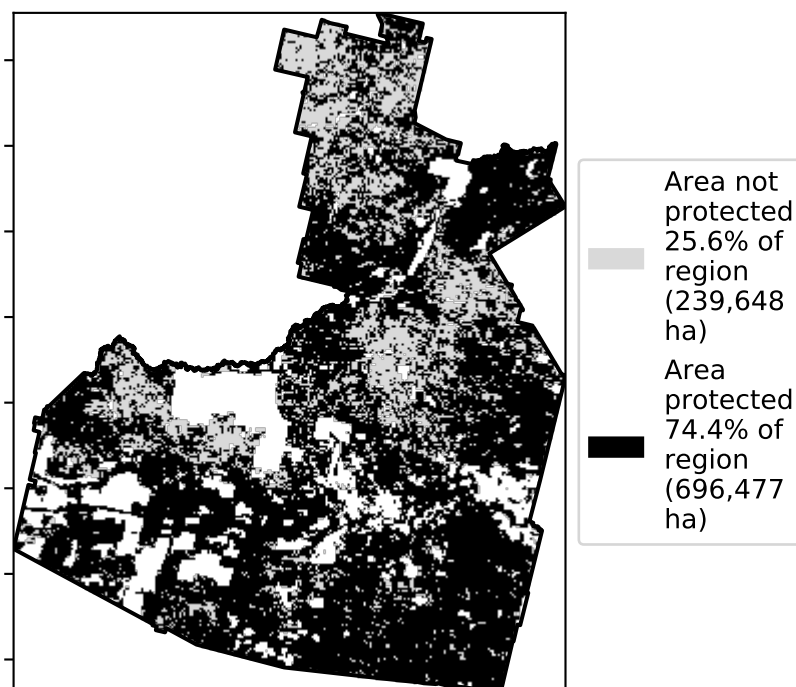 Area not
protected
25.6% of
region
(239,648
ha)
Area
protected
74.4% of
region
(696,477
ha)